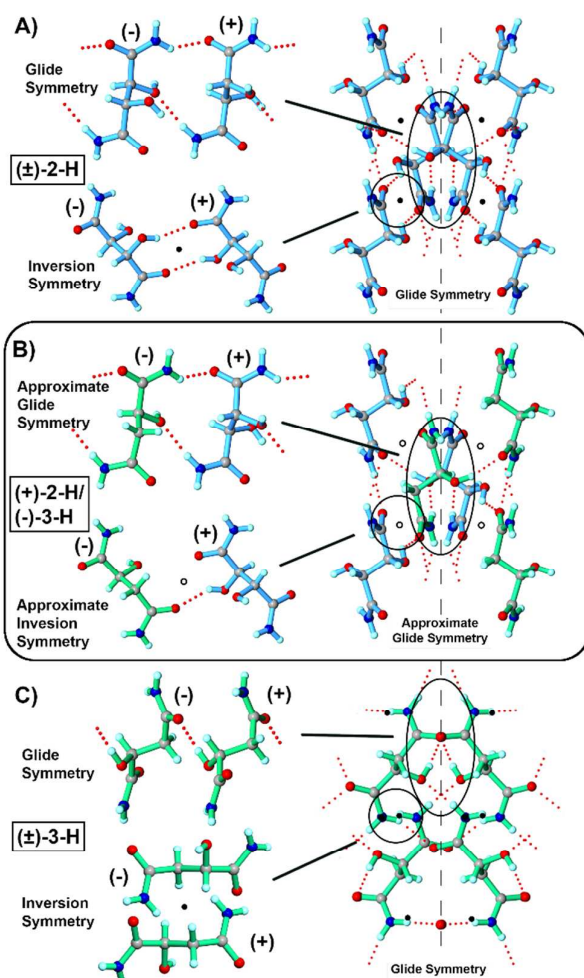 A)
(-)
(+)
Glide
Symmetry
(±)-2-H
(-)
(+)
Inversion
Symmetry
Glide Symmetry
B)
(-)
(+)
Approximate
Glide
Symmetry
(+)-2-H/
(-)-3-H
(-)
(+)
Approximate
Invesion
Symmetry
Approximate
Glide Symmetry
C)
(-)
(+)
Glide
Symmetry
(±)-3-H
(-)
Inversion
Symmetry
(+)
Glide Symmetry